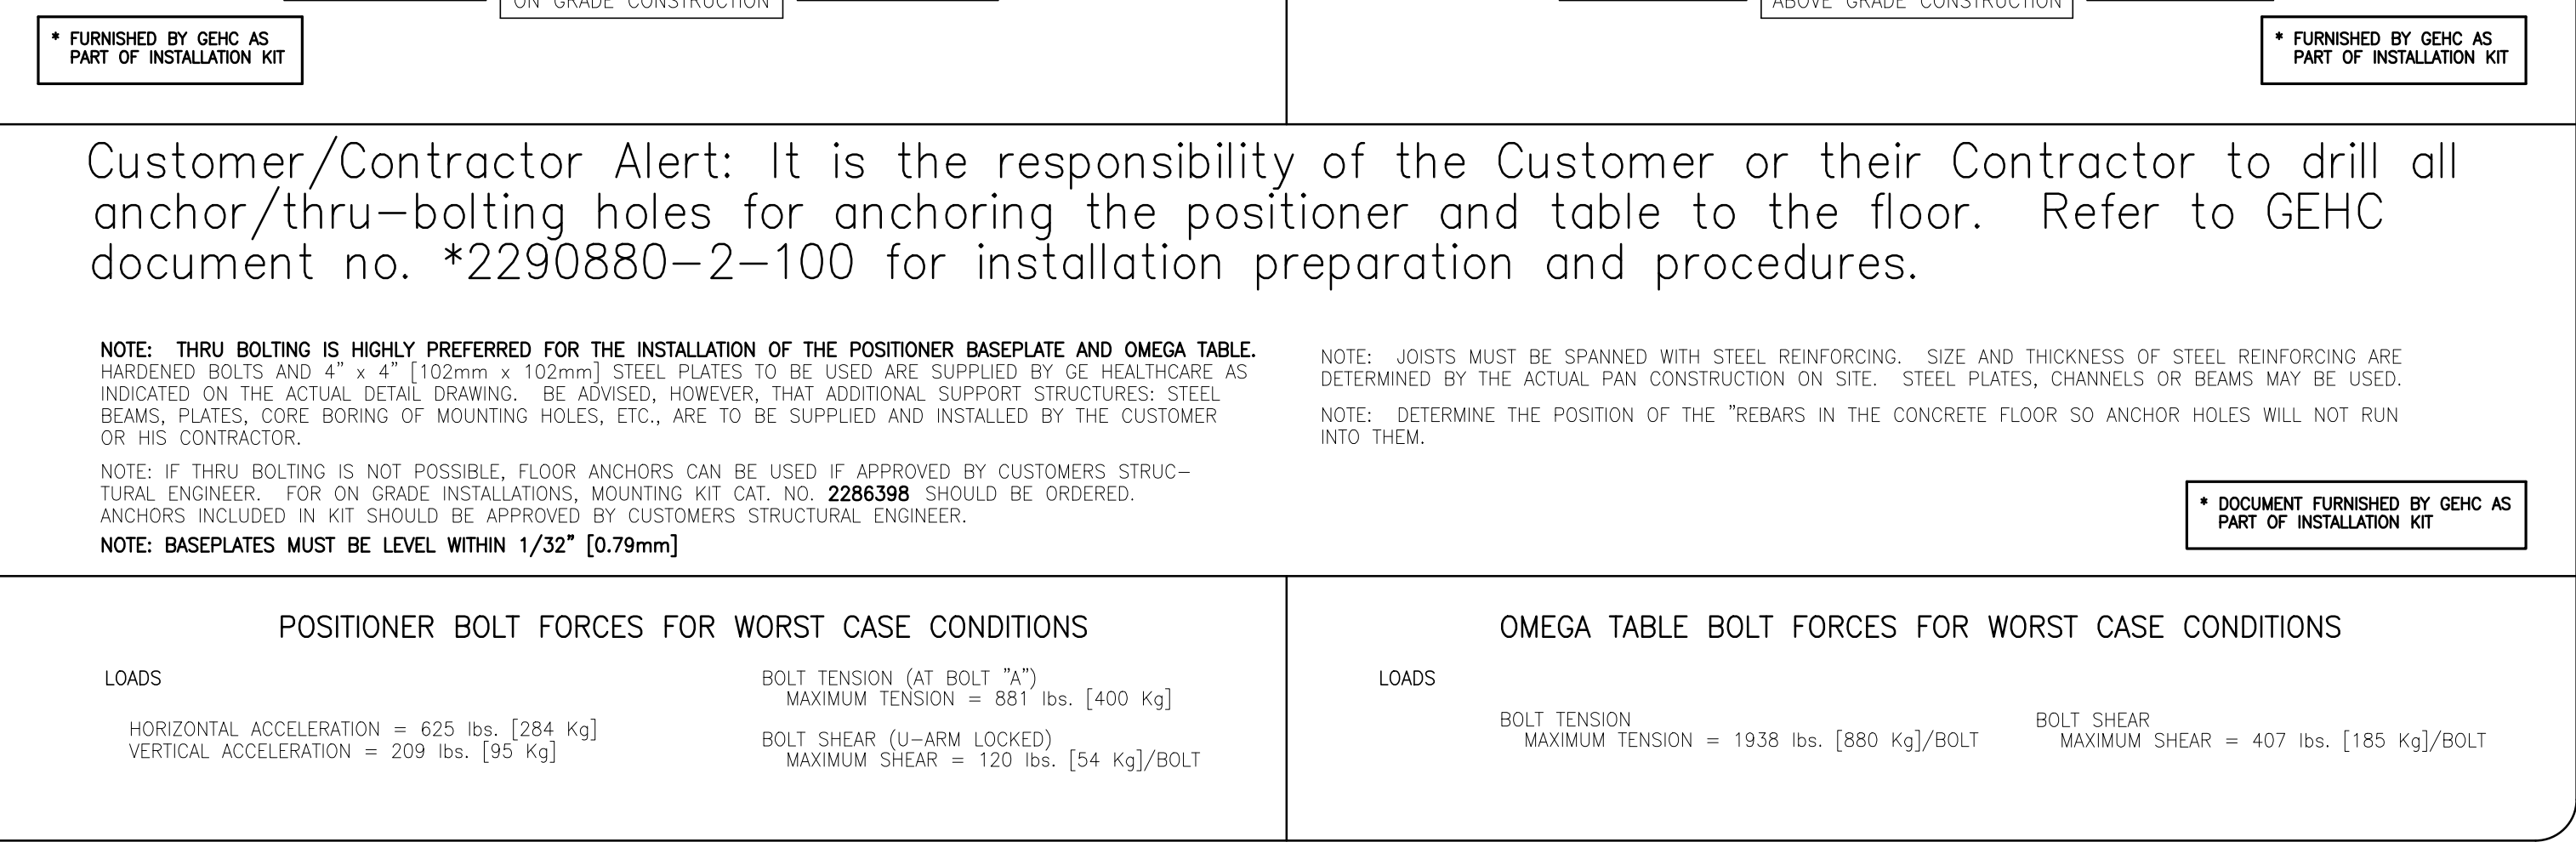 ON GRADE CONSTRUCTION
ABOVE GRADE CONSTRUCTION
* FURNISHED BY GEHC AS
PART OF INSTALLATION KIT
* FURNISHED BY GEHC AS
PART OF INSTALLATION KIT
Customer/Contractor Alert: It is the responsibility of the Customer or their Contractor to drill all
anchor/thru-bolting holes for anchoring the positioner and table to the floor. Refer to GEHC
document no. *2290880-2-100 for installation preparation and procedures.
NOTE: THRU BOLTING IS HIGHLY PREFERRED FOR THE INSTALLATION OF THE POSITIONER BASEPLATE AND OMEGA TABLE.
HARDENED BOLTS AND 4" x 4" [102mm x 102mm] STEEL PLATES TO BE USED ARE SUPPLIED BY GE HEALTHCARE AS
INDICATED ON THE ACTUAL DETAIL DRAWING. BE ADVISED, HOWEVER, THAT ADDITIONAL SUPPORT STRUCTURES: STEEL
BEAMS, PLATES, CORE BORING OF MOUNTING HOLES, ETC., ARE TO BE SUPPLIED AND INSTALLED BY THE CUSTOMER
OR HIS CONTRACTOR.
NOTE: IF THRU BOLTING IS NOT POSSIBLE, FLOOR ANCHORS CAN BE USED IF APPROVED BY CUSTOMERS STRUC-
TURAL ENGINEER. FOR ON GRADE INSTALLATIONS, MOUNTING KIT CAT. NO. 2286398 SHOULD BE ORDERED.
ANCHORS INCLUDED IN KIT SHOULD BE APPROVED BY CUSTOMERS STRUCTURAL ENGINEER.
NOTE: BASEPLATES MUST BE LEVEL WITHIN 1/32" [0.79mm]
NOTE: JOISTS MUST BE SPANNED WITH STEEL REINFORCING. SIZE AND THICKNESS OF STEEL REINFORCING ARE
DETERMINED BY THE ACTUAL PAN CONSTRUCTION ON SITE. STEEL PLATES, CHANNELS OR BEAMS MAY BE USED.
NOTE: DETERMINE THE POSITION OF THE "REBARS IN THE CONCRETE FLOOR SO ANCHOR HOLES WILL NOT RUN
INTO THEM.
* DOCUMENT FURNISHED BY GEHC AS
PART OF INSTALLATION KIT
POSITIONER BOLT FORCES FOR WORST CASE CONDITIONS
LOADS
HORIZONTAL ACCELERATION = 625 lbs. [284 Kg]
VERTICAL ACCELERATION = 209 lbs. [95 Kg]
BOLT TENSION (AT BOLT "A")
MAXIMUM TENSION = 881 lbs. [400 Kg]
BOLT SHEAR (U-ARM LOCKED)
MAXIMUM SHEAR = 120 lbs. [54 Kg]/BOLT
OMEGA TABLE BOLT FORCES FOR WORST CASE CONDITIONS
LOADS
BOLT TENSION
MAXIMUM TENSION = 1938 lbs. [880 Kg]/BOLT
BOLT SHEAR
MAXIMUM SHEAR = 407 lbs. [185 Kg]/BOLT